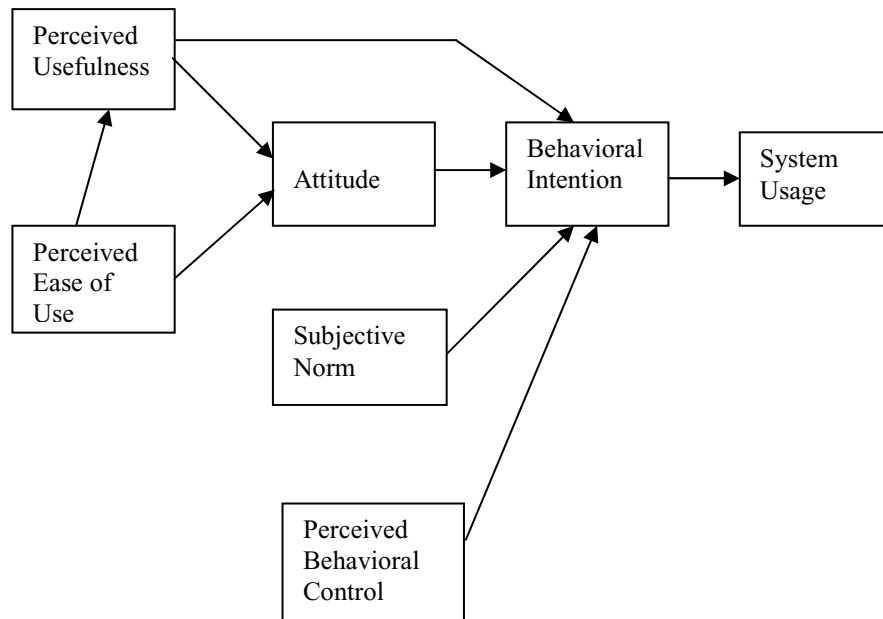 Perceived
Usefulness
Attitude
Behavioral
Intention
System
Usage
Perceived
Ease of
Use
Subjective
Norm
Perceived
Behavioral
Control